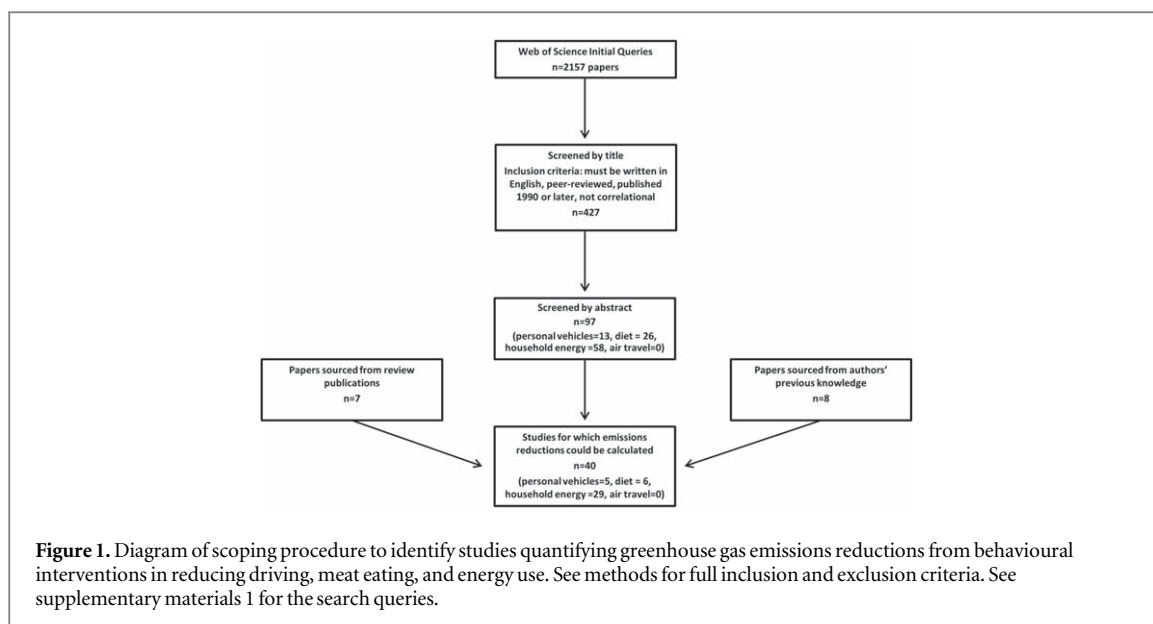 Web of Science Initial Queries
n=2157 papers
Screened by title
Inclusion criteria: must be written in
English, peer-reviewed, published
1990 or later, not correlational
n=427
Screened by abstract
n=97
(personal vehicles=13, diet = 26,
household energy =58, air travel=0)
Papers sourced from review
publications
n=7
Papers sourced from authors'
previous knowledge
n=8
Studies for which emissions
reductions could be calculated
n=40
(personal vehicles=5, diet = 6,
household energy =29, air travel=0)
Figure 1. Diagram of scoping procedure to identify studies quantifying greenhouse gas emissions reductions from behavioural
interventions in reducing driving, meat eating, and energy use. See methods for full inclusion and exclusion criteria. See
supplementary materials 1 for the search queries.